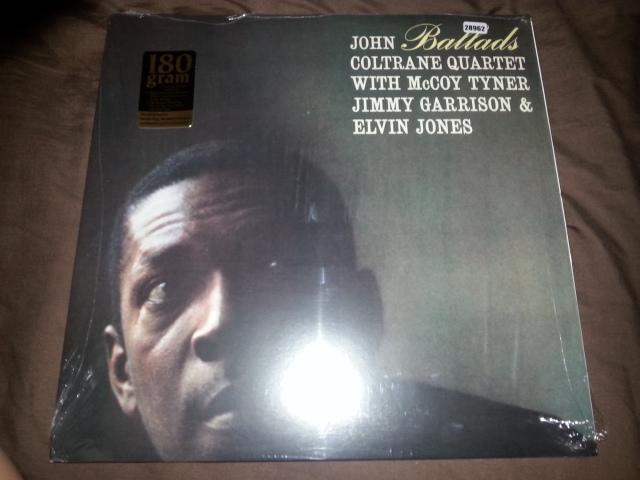 28962
JOHN Ballads
COLTRANE QUARTET
WITH McCOY TYNER
JIMMY GARRISON &
ELVIN JONES
180
gram